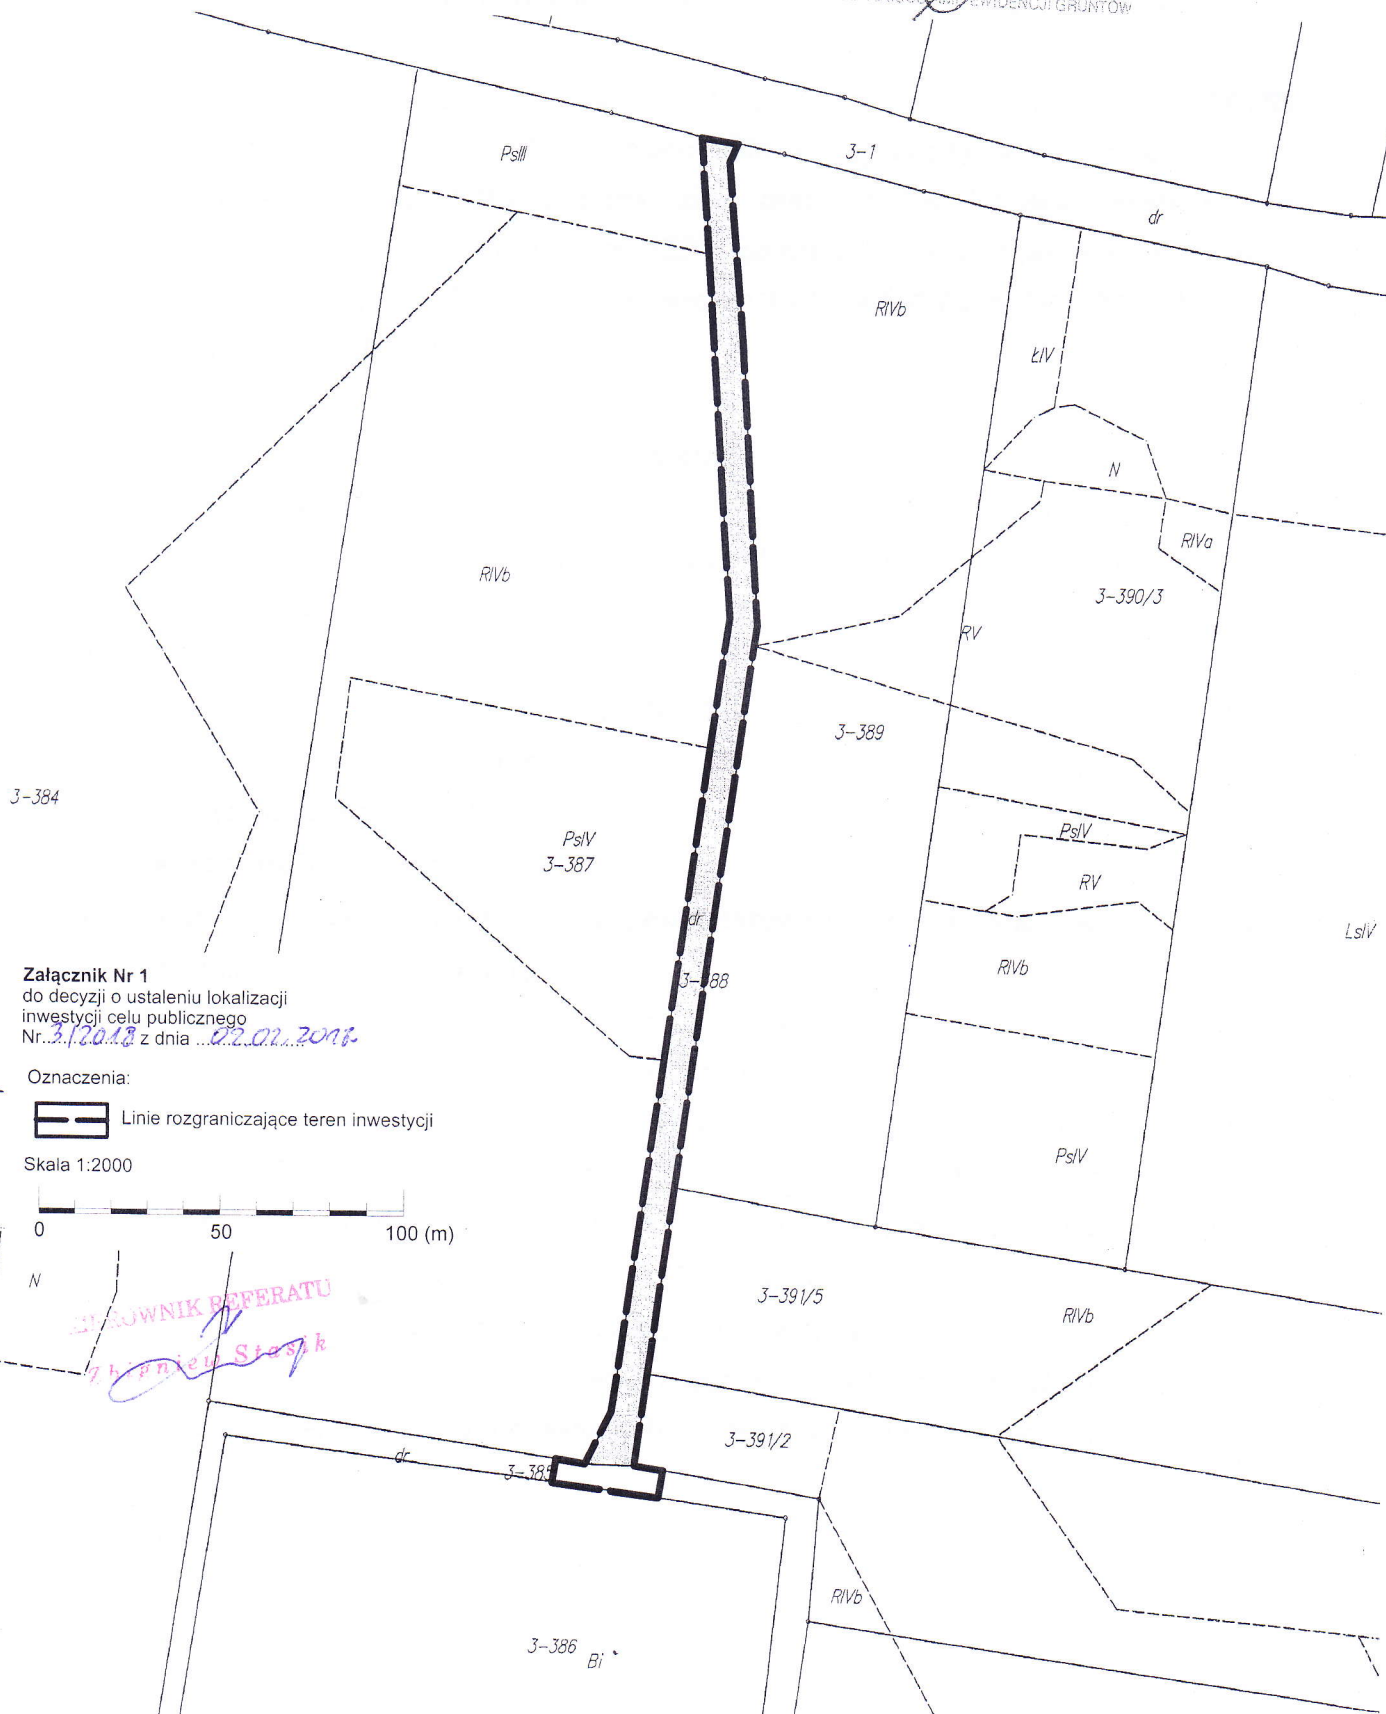 EWIDENCJI GRUNTÓW
PsIII
3-1
dr
RIVb
ŁIV
N
RIVa
RIVb
3-390/3
RV
3-389
3-384
PsIV
PsIV
3-387
RV
dr
LsIV
RIVb
3-88
Załącznik Nr 1
do decyzji o ustaleniu lokalizacji
inwestycji celu publicznego
Nr...3/2018 z dnia ...02.02.2018
Oznaczenia:
Linie rozgraniczające teren inwestycji
PsIV
Skala 1:2000
0 50 100 (m)
N
KIEROWNIK REFERATU
Zbigniew Stasik
3-391/5
RIVb
3-391/2
dr
3-385
RIVb
3-386
Bi